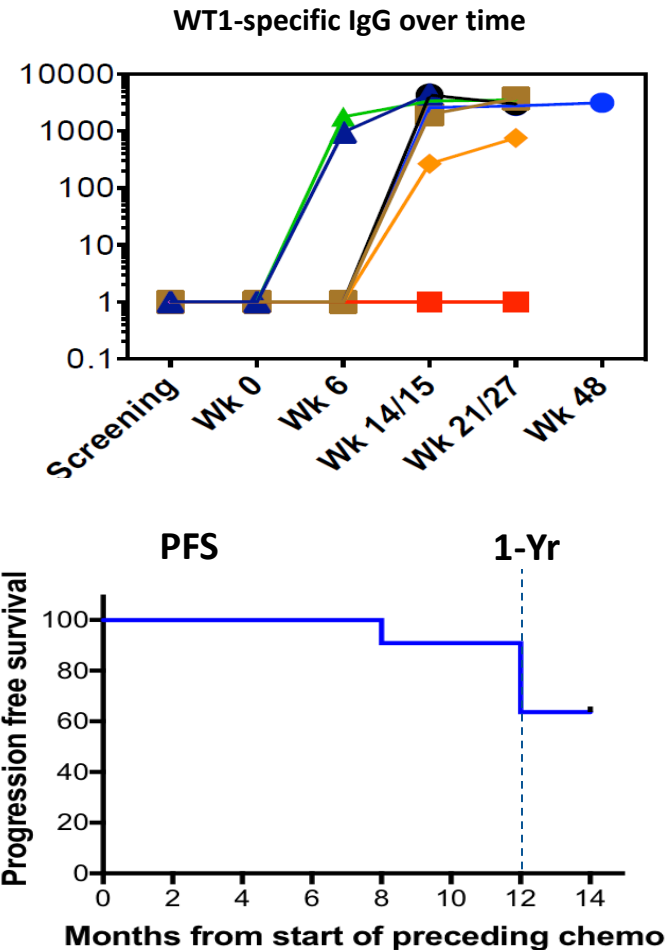 WT1-specific IgG over time
10000
1000
100
10
1
0.1
Screening
Wk 0
Wk 6
Wk 14/15
Wk 21/27
Wk 48
PFS
1-Yr
Progression free survival
100
80
60
40
20
0
0 2 4 6 8 10 12 14
Months from start of preceding chemo